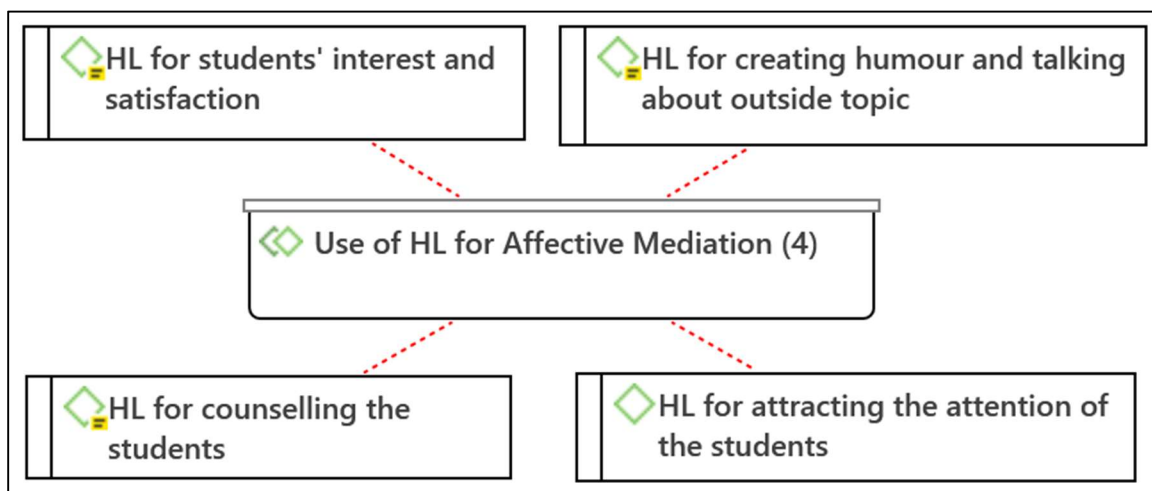 HL for students' interest and
satisfaction
HL for creating humour and talking
about outside topic
Use of HL for Affective Mediation (4)
HL for counselling the
students
HL for attracting the attention of
the students